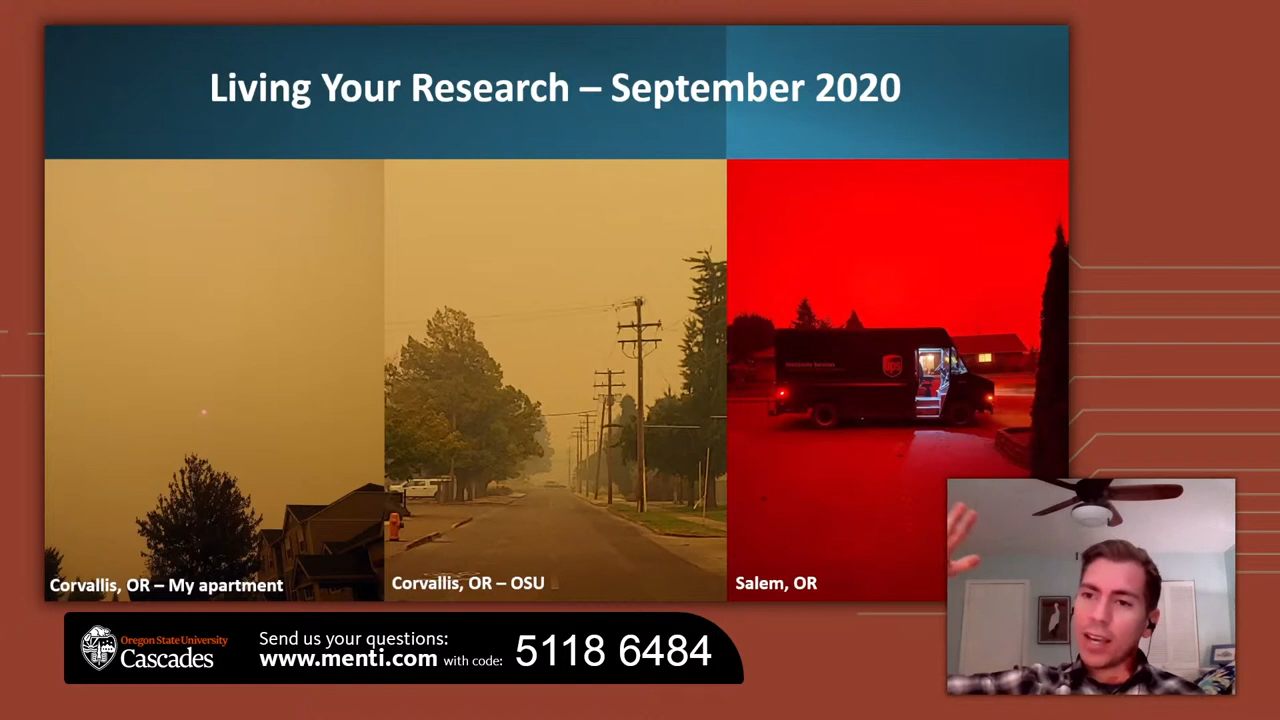 Living Your Research – September 2020
Corvallis, OR – My apartment
Corvallis, OR – OSU
ups
Salem, OR
Oregon State University
Cascades
Send us your questions:
www.menti.com with code:
5118 6484